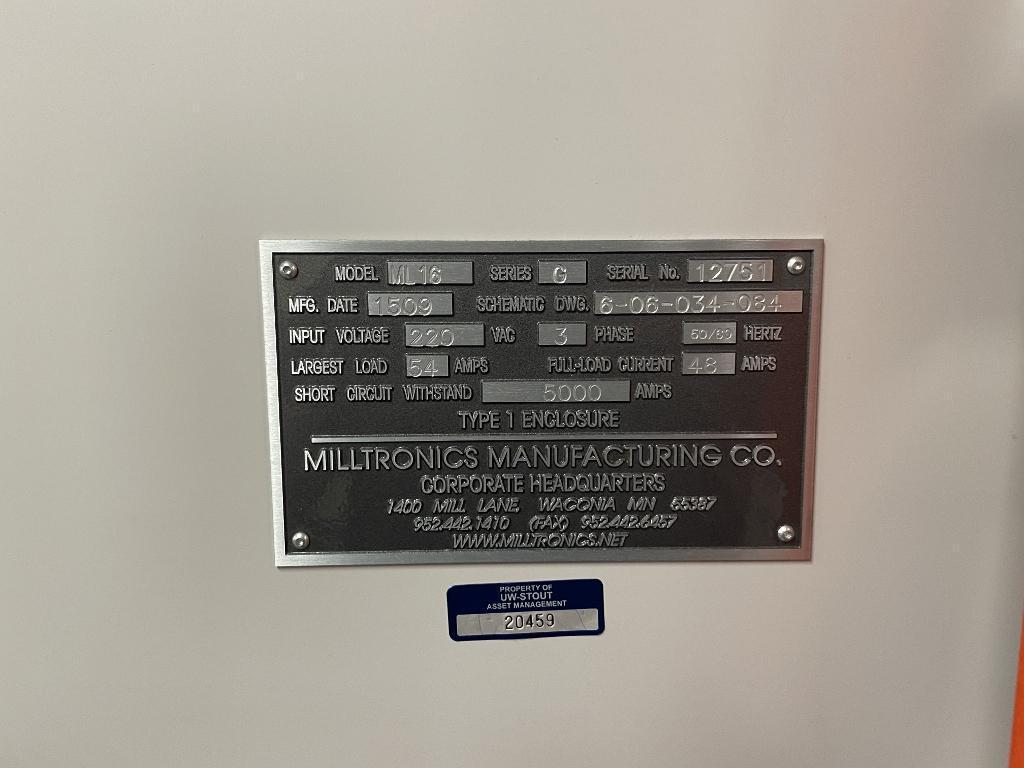 MODEL ML16 SERIES G SERIAL No. 12751
MFG. DATE 1509 SCHEMATIC DWG. 6-06-034-084
INPUT VOLTAGE 220 VAC 3 PHASE 50/60 HERTZ
LARGEST LOAD 54 AMPS FULL-LOAD CURRENT 48 AMPS
SHORT CIRCUIT WITHSTAND 5000 AMPS
TYPE 1 ENCLOSURE
MILLTRONICS MANUFACTURING CO.
CORPORATE HEADQUARTERS
1400 MILL LANE, WACONIA MN 55387
952.442.1410 (FAX) 952.442.6457
WWW.MILLTRONICS.NET
PROPERTY OF
UW-STOUT
ASSET MANAGEMENT
20459